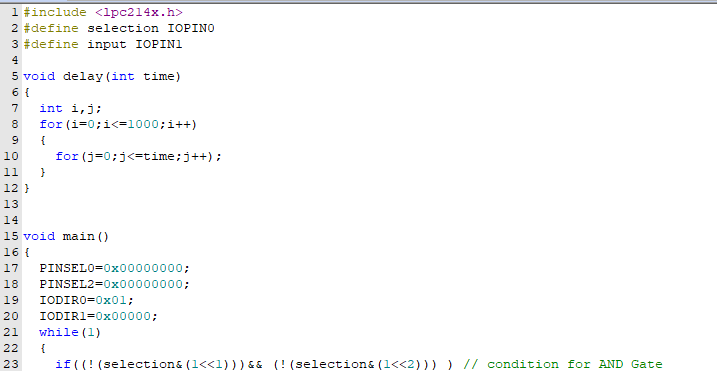 1 #include <lpc214x.h>
2 #define selection IOPIN0
3 #define input IOPIN1
4
5 void delay(int time)
6 {
7   int i,j;
8   for(i=0;i<=1000;i++)
9   {
10     for(j=0;j<=time;j++);
11   }
12 }
13
14
15 void main()
16 {
17   PINSEL0=0x00000000;
18   PINSEL2=0x00000000;
19   IODIR0=0x01;
20   IODIR1=0x00000;
21   while(1)
22   {
23     if((!(selection&(1<<1)))&& (!(selection&(1<<2))) ) // condition for AND Gate